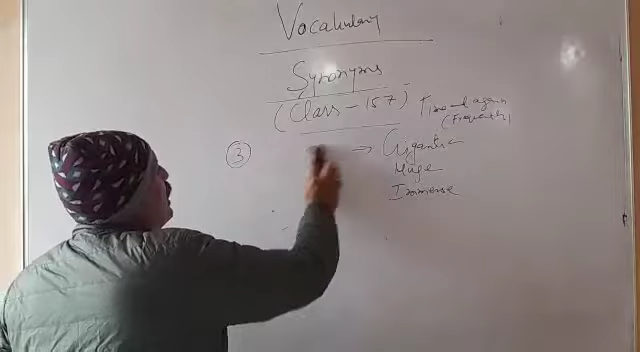 Vocabulary
Synonyms
(Class - 157)
Time and again
(Frequently)
③ → Gigantic
Huge
Immense